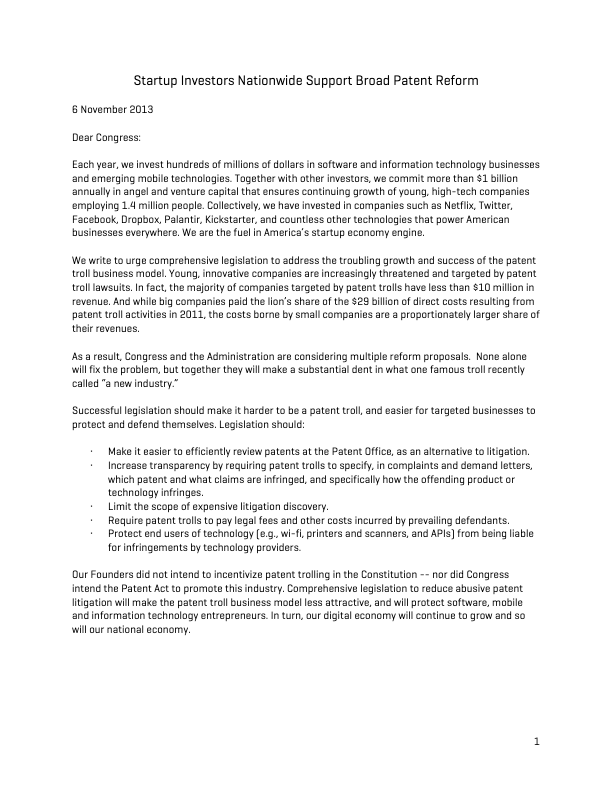 Startup Investors Nationwide Support Broad Patent Reform
6 November 2013
Dear Congress:
Each year, we invest hundreds of millions of dollars in software and information technology businesses
and emerging mobile technologies. Together with other investors, we commit more than $1 billion
annually in angel and venture capital that ensures continuing growth of young, high-tech companies
employing 1.4 million people. Collectively, we have invested in companies such as Netflix, Twitter,
Facebook, Dropbox, Palantir, Kickstarter, and countless other technologies that power American
businesses everywhere. We are the fuel in America's startup economy engine.
We write to urge comprehensive legislation to address the troubling growth and success of the patent
troll business model. Young, innovative companies are increasingly threatened and targeted by patent
troll lawsuits. In fact, the majority of companies targeted by patent trolls have less than $10 million in
revenue. And while big companies paid the lion's share of the $29 billion of direct costs resulting from
patent troll activities in 2011, the costs borne by small companies are a proportionately larger share of
their revenues.
As a result, Congress and the Administration are considering multiple reform proposals.  None alone
will fix the problem, but together they will make a substantial dent in what one famous troll recently
called "a new industry."
Successful legislation should make it harder to be a patent troll, and easier for targeted businesses to
protect and defend themselves. Legislation should:
· Make it easier to efficiently review patents at the Patent Office, as an alternative to litigation.
· Increase transparency by requiring patent trolls to specify, in complaints and demand letters,
which patent and what claims are infringed, and specifically how the offending product or
technology infringes.
· Limit the scope of expensive litigation discovery.
· Require patent trolls to pay legal fees and other costs incurred by prevailing defendants.
· Protect end users of technology (e.g., wi-fi, printers and scanners, and APIs) from being liable
for infringements by technology providers.
Our Founders did not intend to incentivize patent trolling in the Constitution -- nor did Congress
intend the Patent Act to promote this industry. Comprehensive legislation to reduce abusive patent
litigation will make the patent troll business model less attractive, and will protect software, mobile
and information technology entrepreneurs. In turn, our digital economy will continue to grow and so
will our national economy.
1